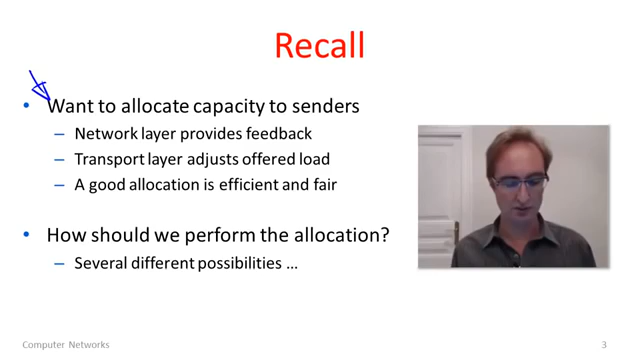 Recall
• Want to allocate capacity to senders
– Network layer provides feedback
– Transport layer adjusts offered load
– A good allocation is efficient and fair
• How should we perform the allocation?
– Several different possibilities …
Computer Networks
3